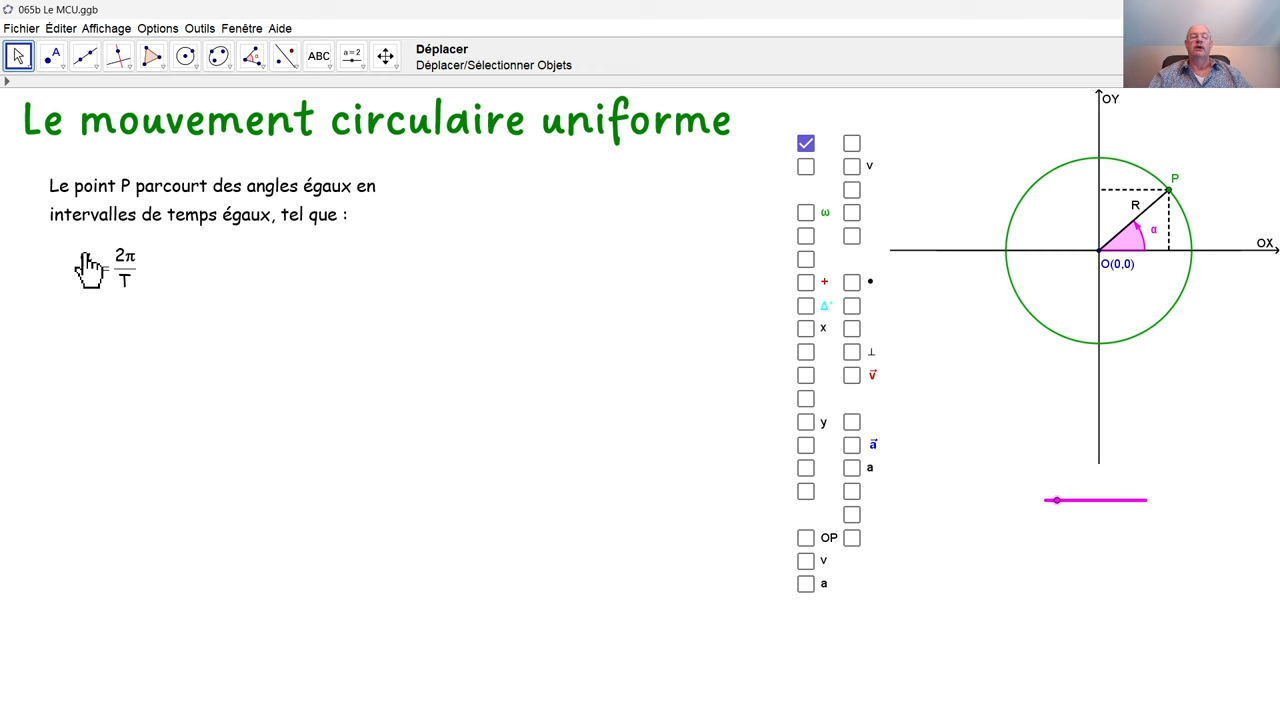 065b Le MCU.ggb
Fichier Éditer Affichage Options Outils Fenêtre Aide
A
α
ABC
a=2
Déplacer
Déplacer/Sélectionner Objets
Le mouvement circulaire uniforme
Le point P parcourt des angles égaux en
intervalles de temps égaux, tel que :
= 2π
T
v
ω
+
Δ
x
⊥
v⃗
y
a⃗
a
OP
v
a
OY
P
R
α
OX
O(0,0)